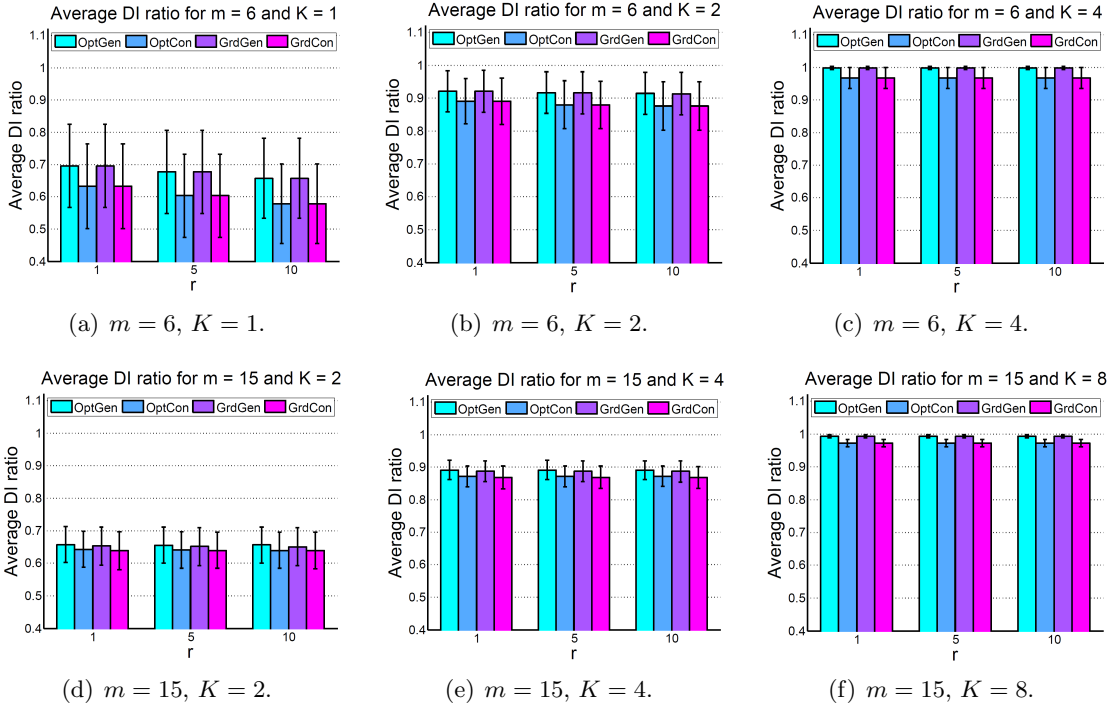 Average DI ratio for m = 6 and K = 1
1.1
OptGen OptCon GrdGen GrdCon
1
0.9
0.8
0.7
0.6
0.5
0.4
Average DI ratio
1 5 10
r
(a) m = 6, K = 1.
Average DI ratio for m = 6 and K = 2
1.1
OptGen OptCon GrdGen GrdCon
1
0.9
0.8
0.7
0.6
0.5
0.4
Average DI ratio
1 5 10
r
(b) m = 6, K = 2.
Average DI ratio for m = 6 and K = 4
1.1
OptGen OptCon GrdGen GrdCon
1
0.9
0.8
0.7
0.6
0.5
0.4
Average DI ratio
1 5 10
r
(c) m = 6, K = 4.
Average DI ratio for m = 15 and K = 2
1.1
OptGen OptCon GrdGen GrdCon
1
0.9
0.8
0.7
0.6
0.5
0.4
Average DI ratio
1 5 10
r
(d) m = 15, K = 2.
Average DI ratio for m = 15 and K = 4
1.1
OptGen OptCon GrdGen GrdCon
1
0.9
0.8
0.7
0.6
0.5
0.4
Average DI ratio
1 5 10
r
(e) m = 15, K = 4.
Average DI ratio for m = 15 and K = 8
1.1
OptGen OptCon GrdGen GrdCon
1
0.9
0.8
0.7
0.6
0.5
0.4
Average DI ratio
1 5 10
r
(f) m = 15, K = 8.